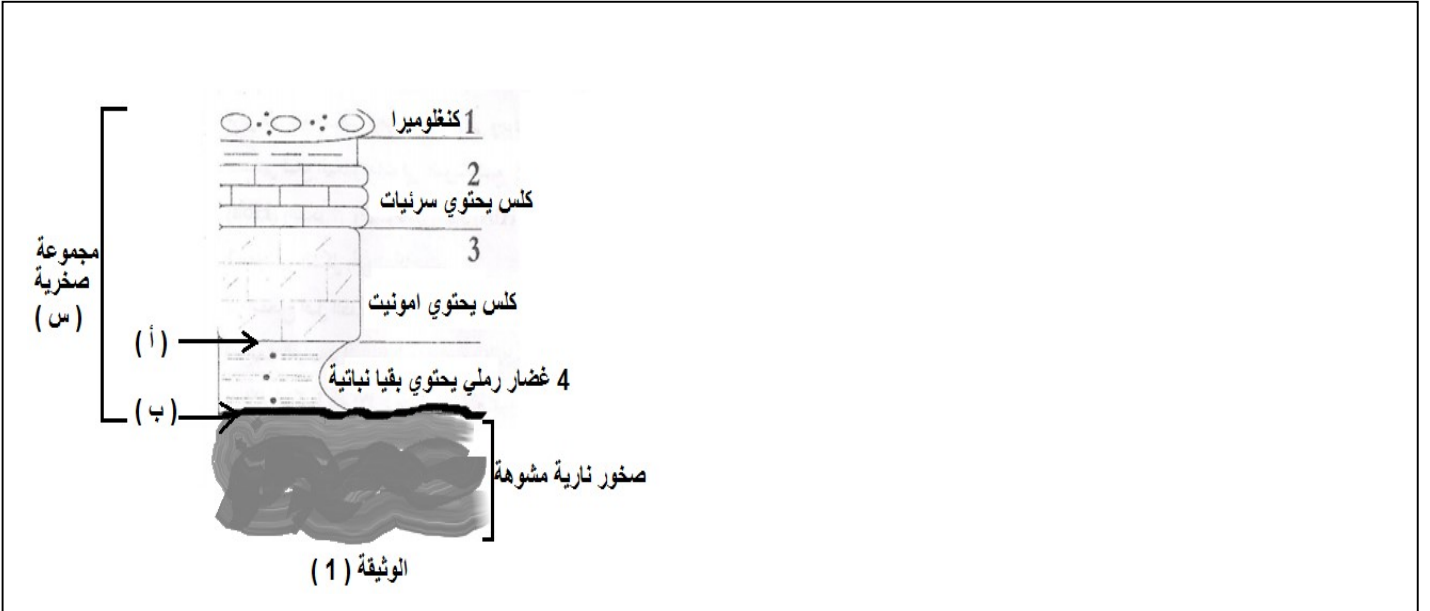 كنغلوميرا 1
2
كلس يحتوي سرئيات
3
كلس يحتوي امونيت
4 غضار رملي يحتوي بقيا نباتية
مجموعة
صخرية
( س )
( أ )
( ب )
صخور نارية مشوهة
الوثيقة ( 1 )